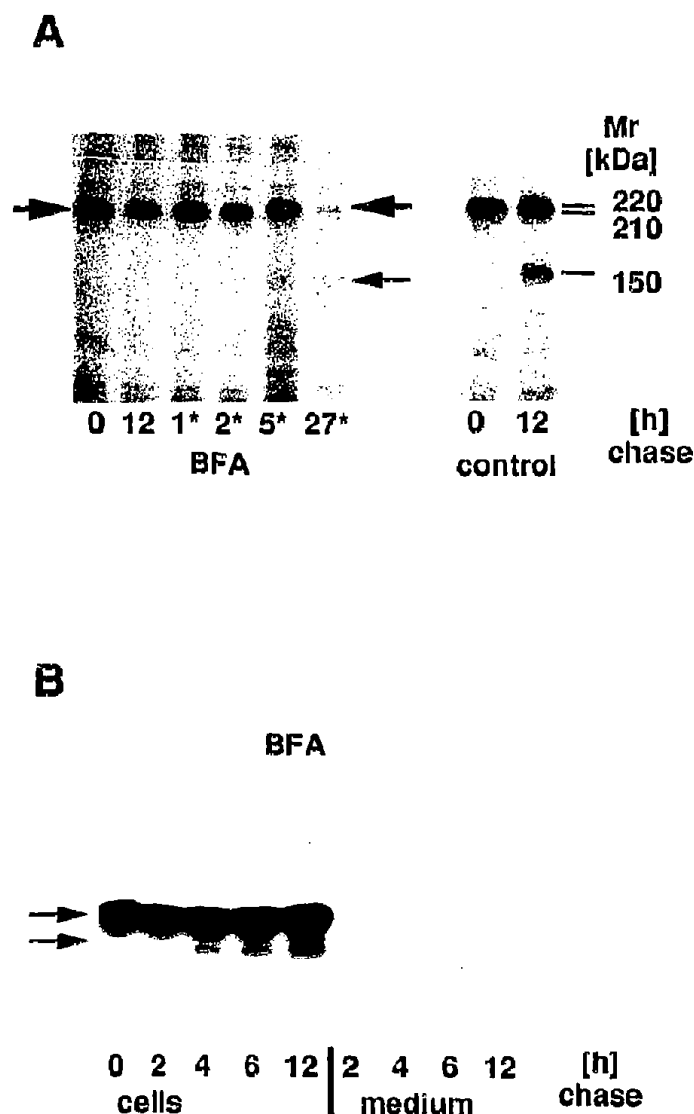 A
Mr
[kDa]
220
210
150
0 12 1* 2* 5* 27*
BFA
0 12
control
[h]
chase
B
BFA
0 2 4 6 12
cells
2 4 6 12
medium
[h]
chase